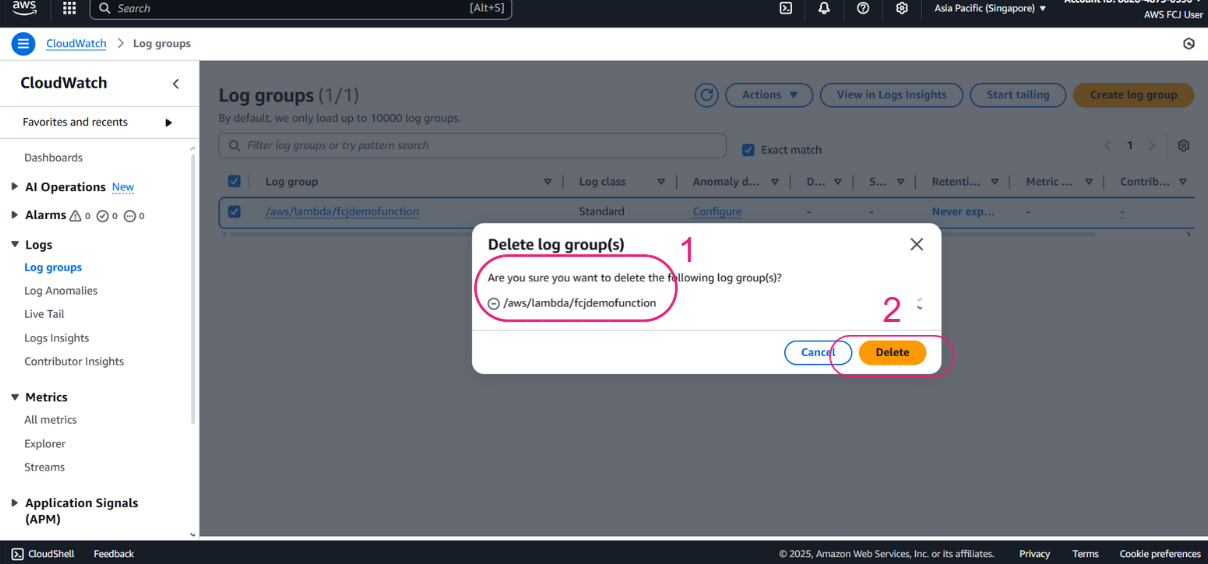 aws Search [Alt+S] Asia Pacific (Singapore)
AWS FCJ User
CloudWatch > Log groups
CloudWatch
Favorites and recents
Dashboards
AI Operations New
Alarms 0 0 0
Logs
Log groups
Log Anomalies
Live Tail
Logs Insights
Contributor Insights
Metrics
All metrics
Explorer
Streams
Application Signals
(APM)
Log groups (1/1)
Actions View in Logs Insights Start tailing Create log group
By default, we only load up to 10000 log groups.
Filter log groups or try pattern search Exact match 1
Log group Log class Anomaly d... D... S... Retenti... Metric ... Contrib...
/aws/lambda/fcjdemofunction Standard Configure - - Never exp... - -
Delete log group(s) 1
Are you sure you want to delete the following log group(s)?
/aws/lambda/fcjdemofunction
2
Cancel Delete
CloudShell Feedback © 2025, Amazon Web Services, Inc. or its affiliates. Privacy Terms Cookie preferences